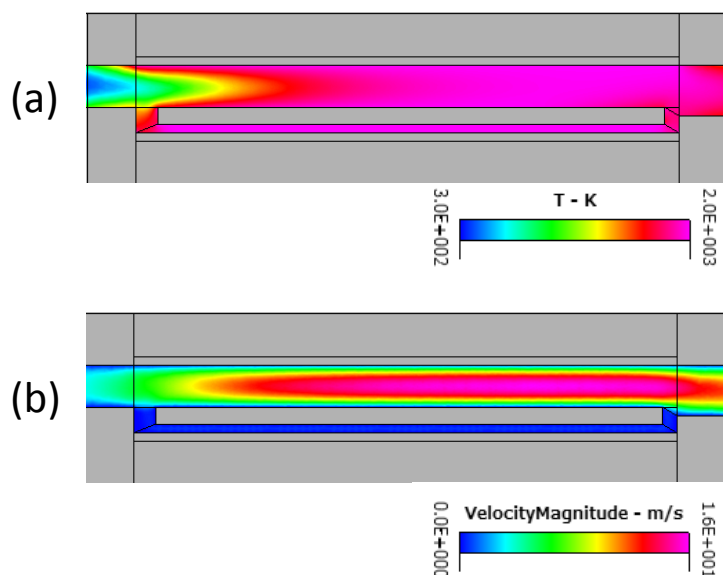 (a)
T - K
3.0E+002
2.0E+003
(b)
VelocityMagnitude - m/s
0.0E+000
1.6E+001